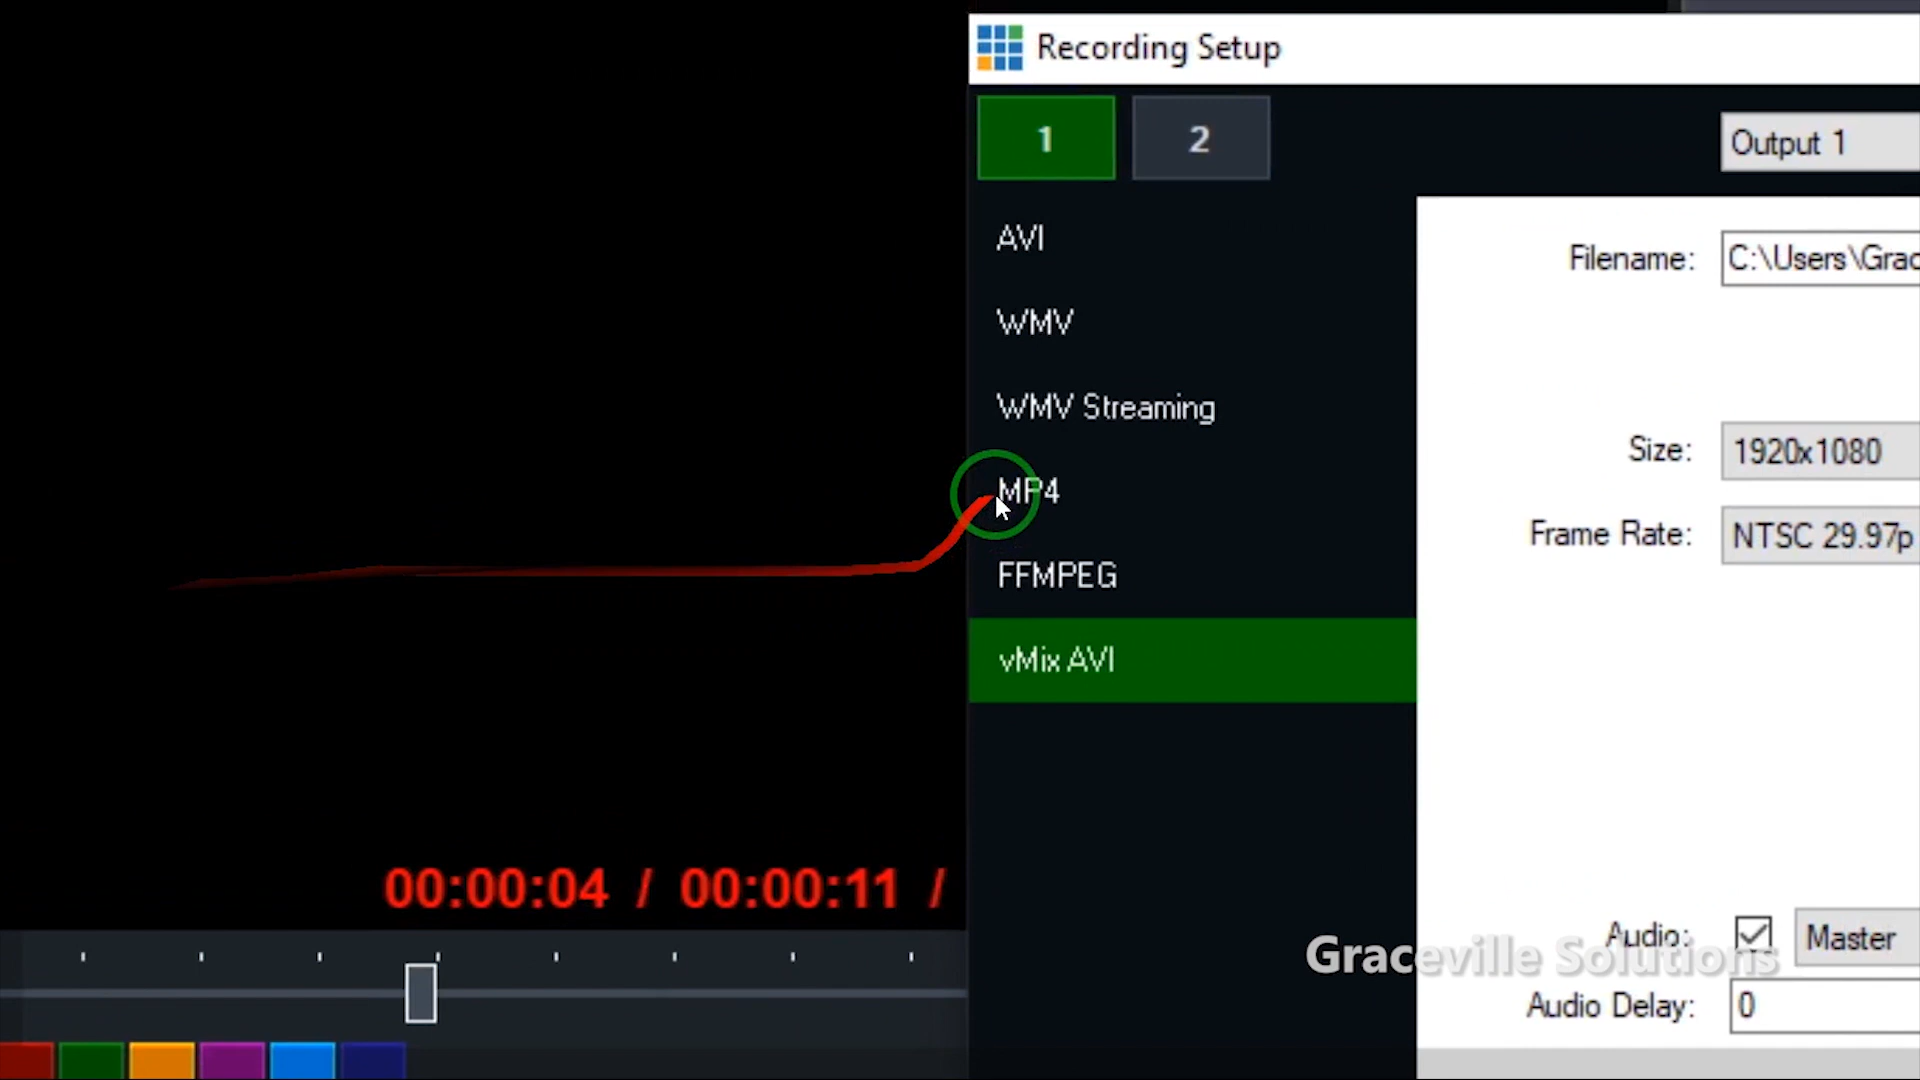 Recording Setup
1
2
Output 1
AVI
WMV
WMV Streaming
MP4
FFMPEG
vMix AVI
Filename:
C:\Users\Grac
Size:
1920x1080
Frame Rate:
NTSC 29.97p
00:00:04 / 00:00:11 /
Audio:
Master
Graceville Solutions
Audio Delay:
0